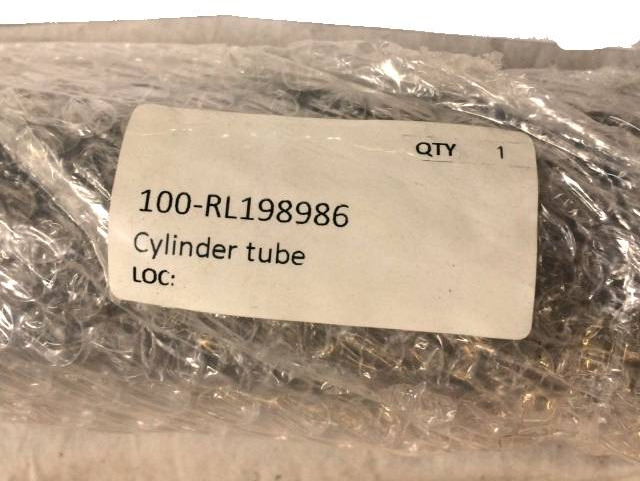 QTY 1
100-RL198986
Cylinder tube
LOC: